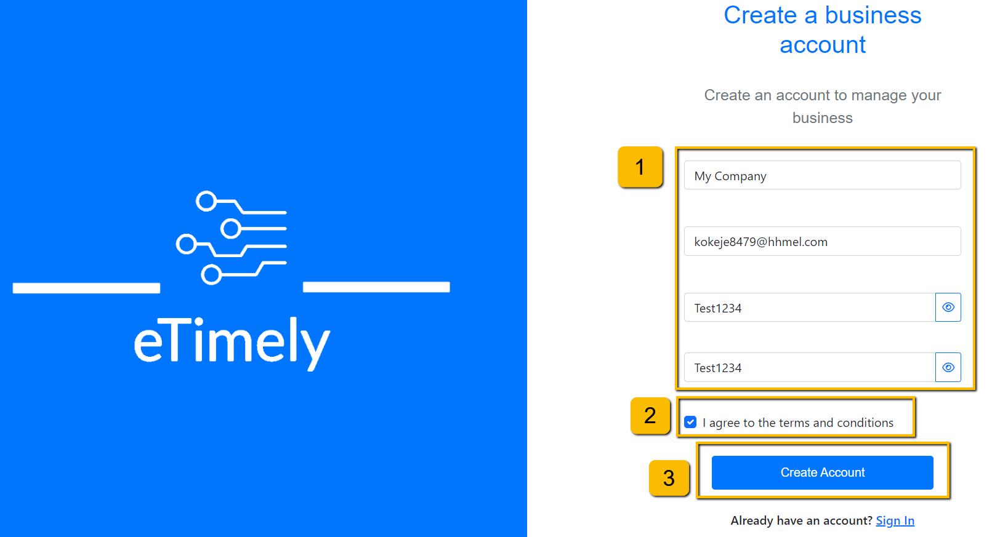 eTimely
Create a business
account
Create an account to manage your
business
1
My Company
kokeje8479@hhmel.com
Test1234
Test1234
2
I agree to the terms and conditions
3
Create Account
Already have an account? Sign In